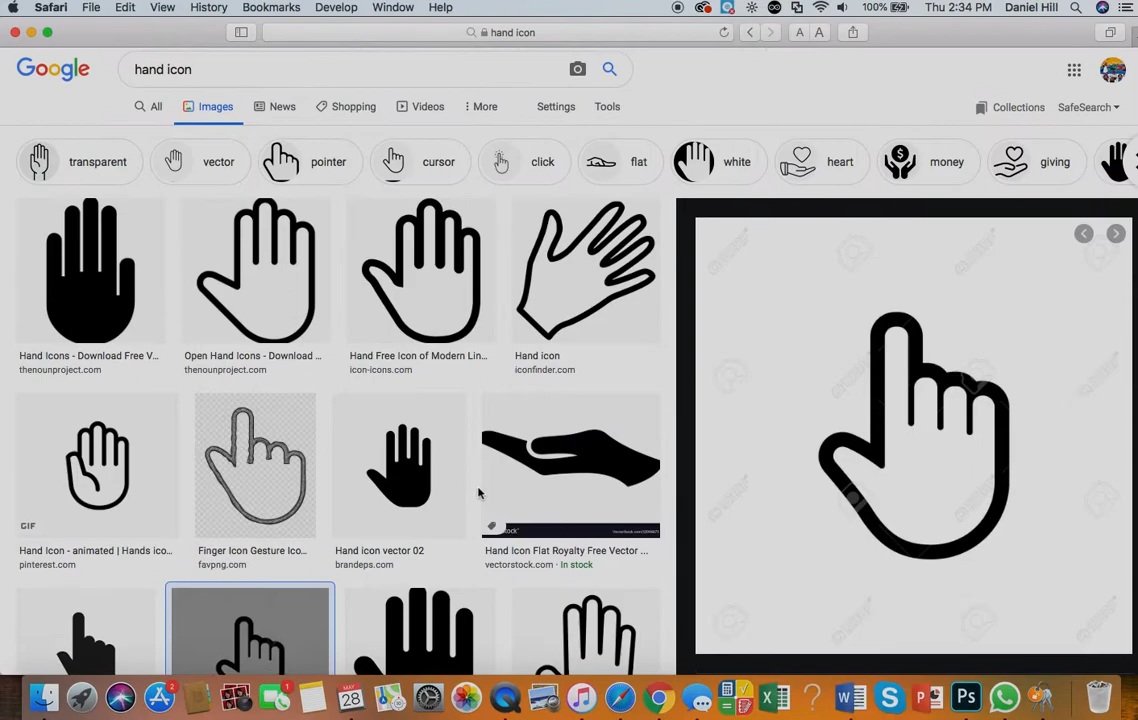 Safari File Edit View History Bookmarks Develop Window Help 100% Thu 2:34 PM Daniel Hill
hand icon
A A
Google hand icon
All Images News Shopping Videos More Settings Tools Collections SafeSearch
transparent vector pointer cursor click flat white heart money giving
Hand Icons - Download Free V...
thenounproject.com
Open Hand Icons - Download ...
thenounproject.com
Hand Free Icon of Modern Lin...
icon-icons.com
Hand icon
iconfinder.com
GIF
Hand Icon - animated | Hands ico...
pinterest.com
Finger Icon Gesture Ico...
favpng.com
Hand icon vector 02
brandeps.com
Hand Icon Flat Royalty Free Vector ...
vectorstock.com · In stock
2
MAY
28
1
W
P
Ps